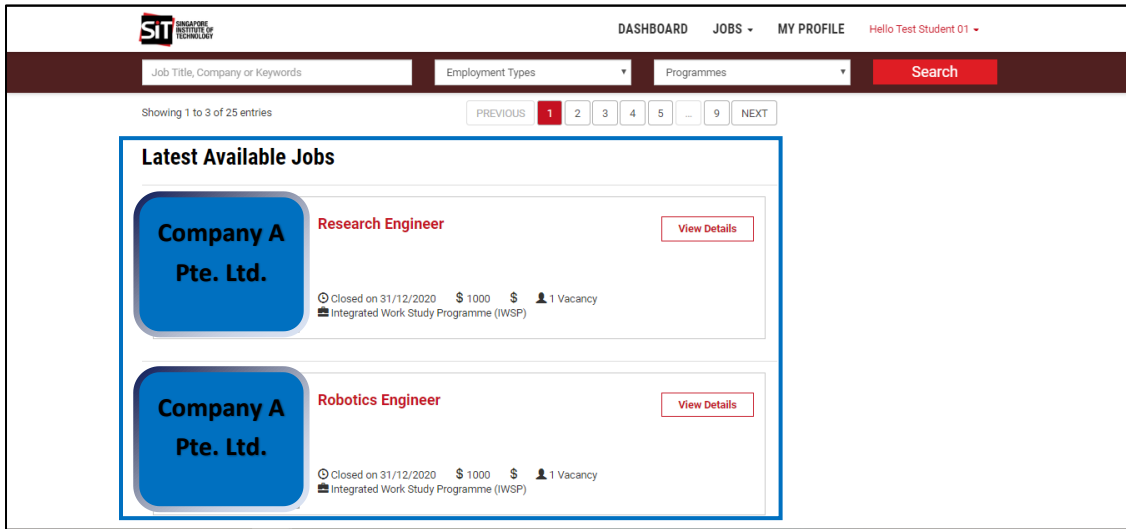 SiT SINGAPORE
INSTITUTE OF
TECHNOLOGY
DASHBOARD JOBS MY PROFILE Hello Test Student 01
Job Title, Company or Keywords Employment Types Programmes Search
Showing 1 to 3 of 25 entries PREVIOUS 1 2 3 4 5 ... 9 NEXT
Latest Available Jobs
Company A
Pte. Ltd.
Research Engineer View Details
Closed on 31/12/2020 $ 1000 $ 1 Vacancy
Integrated Work Study Programme (IWSP)
Company A
Pte. Ltd.
Robotics Engineer View Details
Closed on 31/12/2020 $ 1000 $ 1 Vacancy
Integrated Work Study Programme (IWSP)